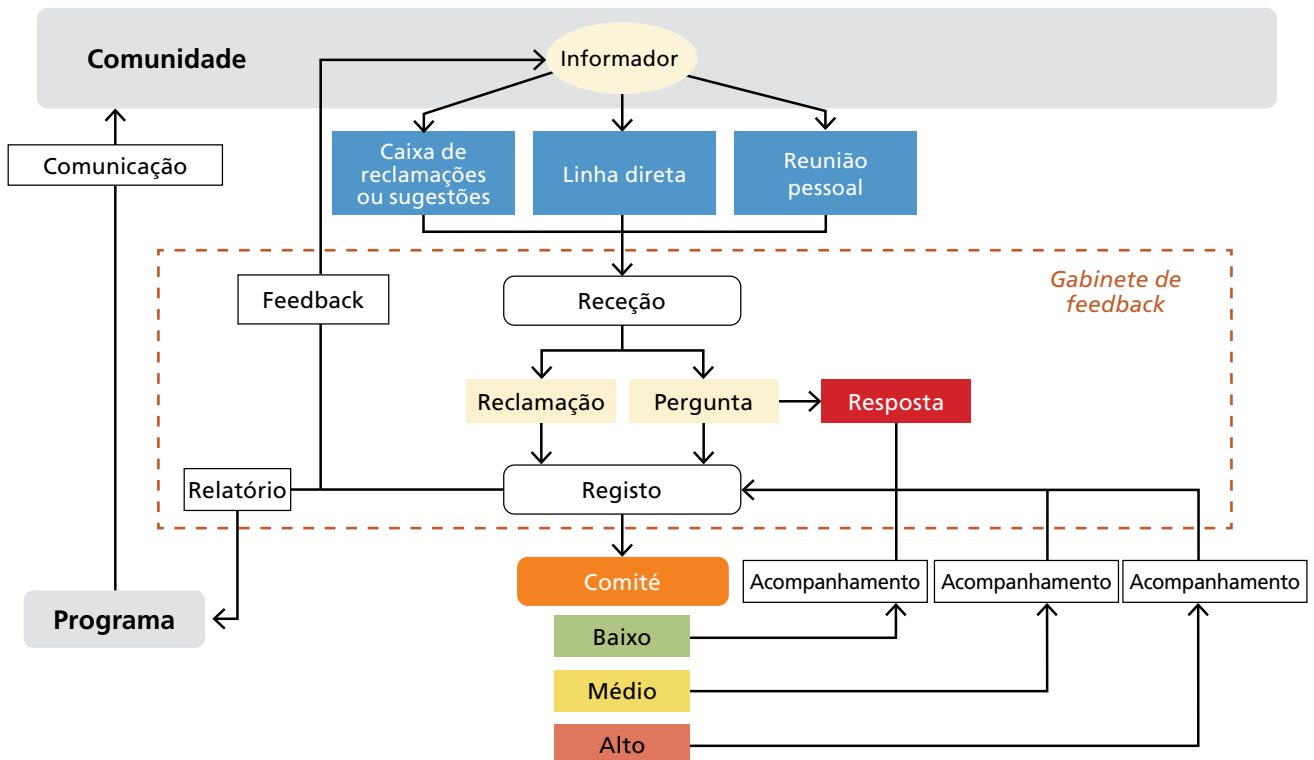 Comunidade
Informador
Comunicação
Caixa de
reclamações
ou sugestões
Linha direta
Reunião
pessoal
Gabinete de
feedback
Feedback
Receção
Reclamação
Pergunta
Resposta
Relatório
Registo
Comité
Acompanhamento
Acompanhamento
Acompanhamento
Programa
Baixo
Médio
Alto